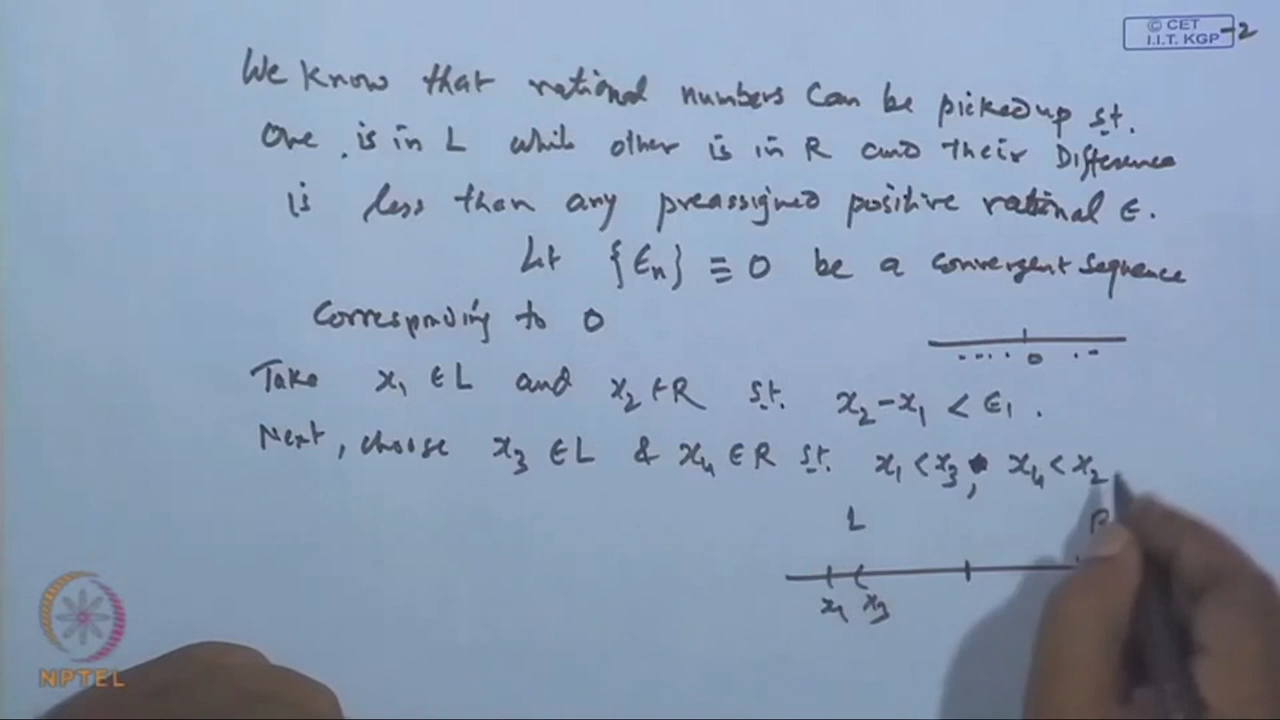 © CET
I.I.T. KGP -2
We know that rational numbers can be picked up s.t.
One is in L while other is in R and their Difference
is less than any preassigned positive rational ϵ.
Let {ϵn} ≡ 0 be a convergent sequence
Corresponding to 0
0
Take x₁ ∈ L and x₂ ∈ R s.t. x₂ - x₁ < ϵ₁.
Next, choose x₃ ∈ L & x₄ ∈ R s.t. x₁ < x₃, x₄ < x₂
L
x₁ x₃
NPTEL